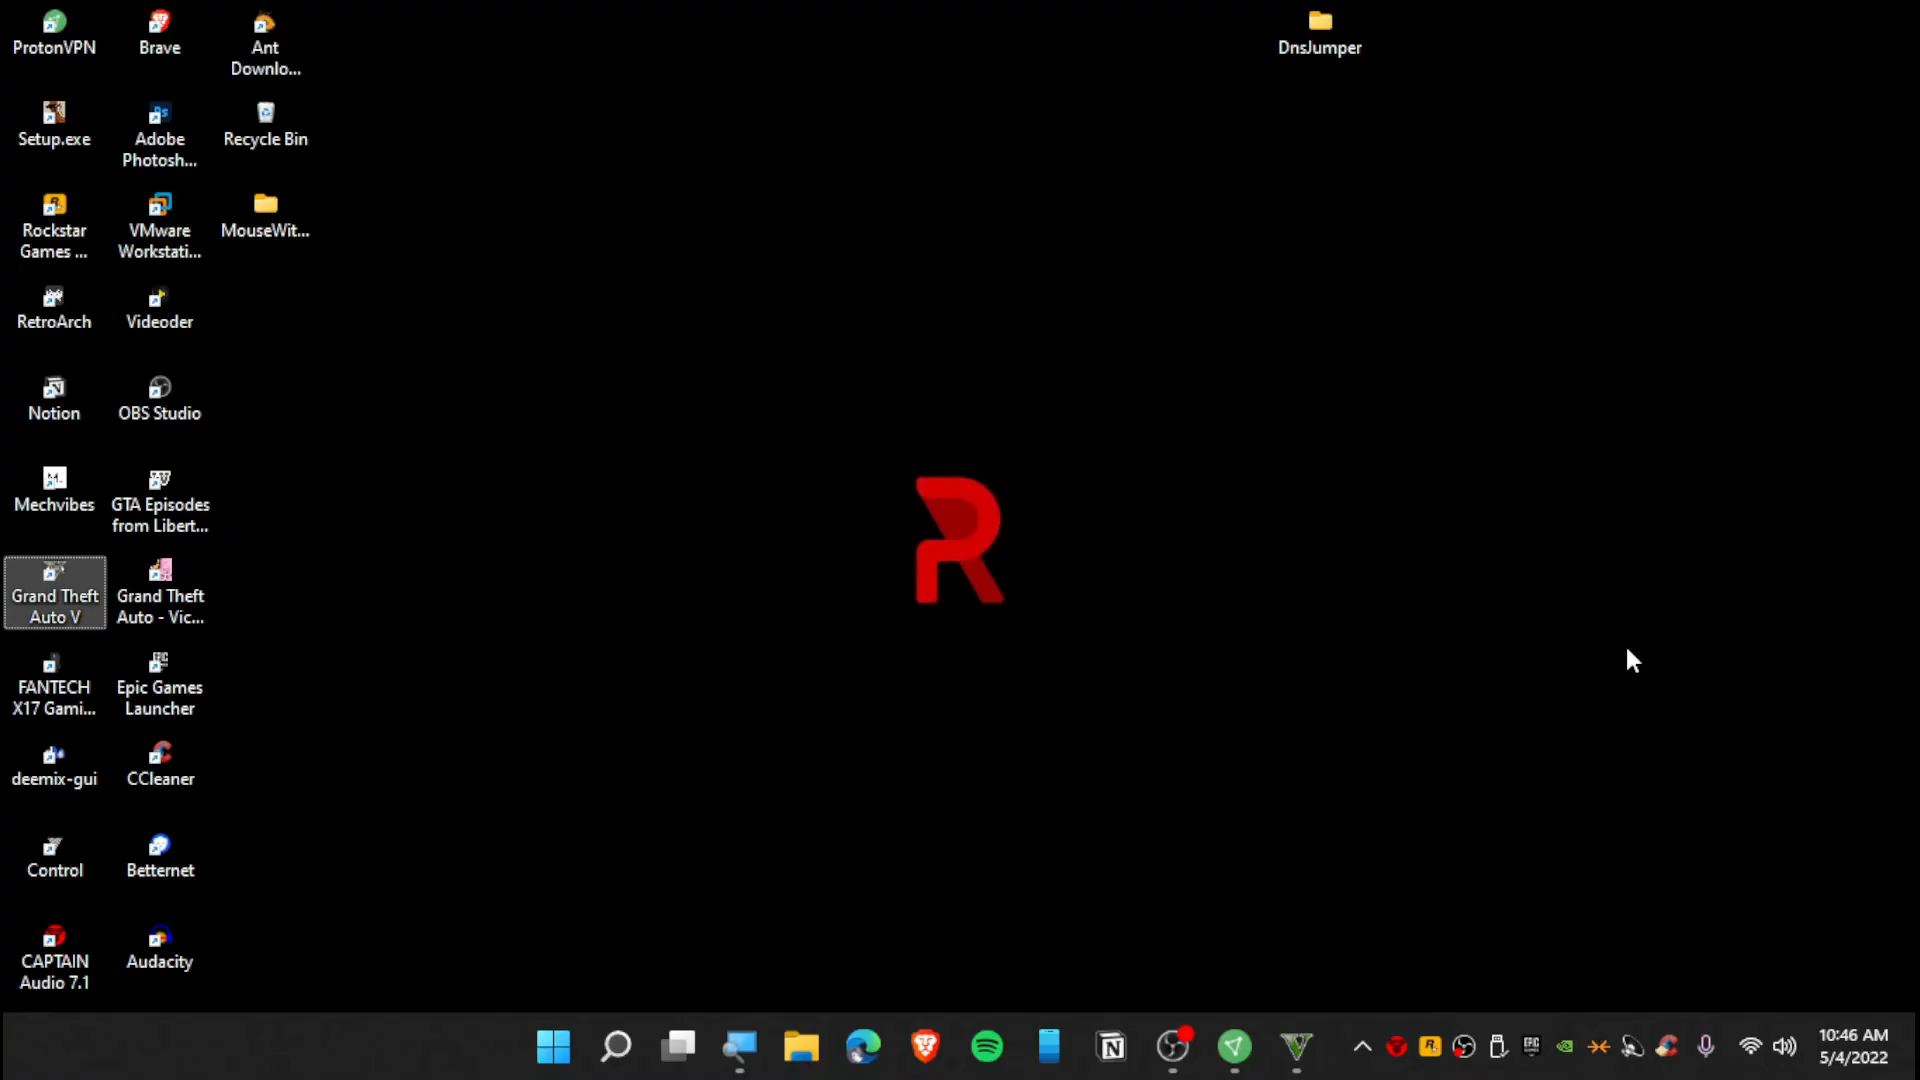 ProtonVPN
Brave
Ant
Downlo...
DnsJumper
Setup.exe
Adobe
Photosh...
Recycle Bin
Rockstar
Games ...
VMware
Workstati...
MouseWit...
RetroArch
Videoder
Notion
OBS Studio
Mechvibes
GTA Episodes
from Libert...
Grand Theft
Auto V
Grand Theft
Auto - Vic...
FANTECH
X17 Gami...
Epic Games
Launcher
deemix-gui
CCleaner
Control
Betternet
CAPTAIN
Audio 7.1
Audacity
10:46 AM
5/4/2022